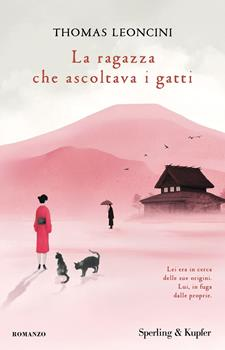 THOMAS LEONCINI
La ragazza
che ascoltava i gatti
Lei era in cerca
delle sue origini.
Lui, in fuga
dalle proprie.
ROMANZO
Sperling & Kupfer